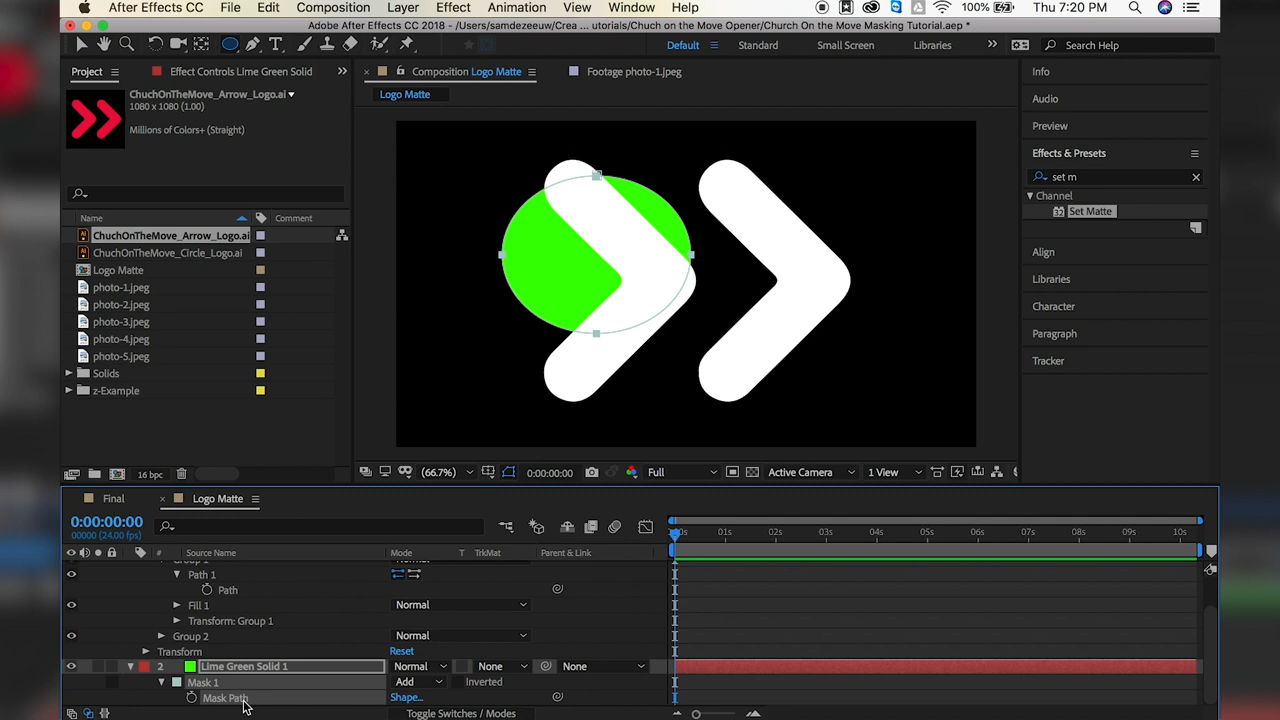 After Effects CC File Edit Composition Layer Effect Animation View Window Help 100% Thu 7:20 PM
Adobe After Effects CC 2018 - /Users/samdezeeuw/Crea ... utorials/Chuch on the Move Opener/Church On the Move Masking Tutorial.aep *
Default Standard Small Screen Libraries Search Help
Project Effect Controls Lime Green Solid Composition Logo Matte Footage photo-1.jpeg Info
ChuchOnTheMove_Arrow_Logo.ai Logo Matte
1080 x 1080 (1.00) Audio
Millions of Colors+ (Straight) Preview
Effects & Presets
set m
Channel
Set Matte
Name Comment
ChuchOnTheMove_Arrow_Logo.ai
ChuchOnTheMove_Circle_Logo.ai Align
Logo Matte
photo-1.jpeg Libraries
photo-2.jpeg Character
photo-3.jpeg
photo-4.jpeg Paragraph
photo-5.jpeg Tracker
Solids
z-Example
16 bpc (66.7%) 0:00:00:00 Full Active Camera 1 View
Final Logo Matte
0:00:00:00
00000 (24.00 fps) 01s 02s 03s 04s 05s 06s 07s 08s 09s 10s
# Source Name Mode T TrkMat Parent & Link
Path 1
Path
Fill 1 Normal
Transform: Group 1
Group 2 Normal
Transform Reset
2 Lime Green Solid 1 Normal None None
Mask 1 Add Inverted
Mask Path Shape...
Toggle Switches / Modes